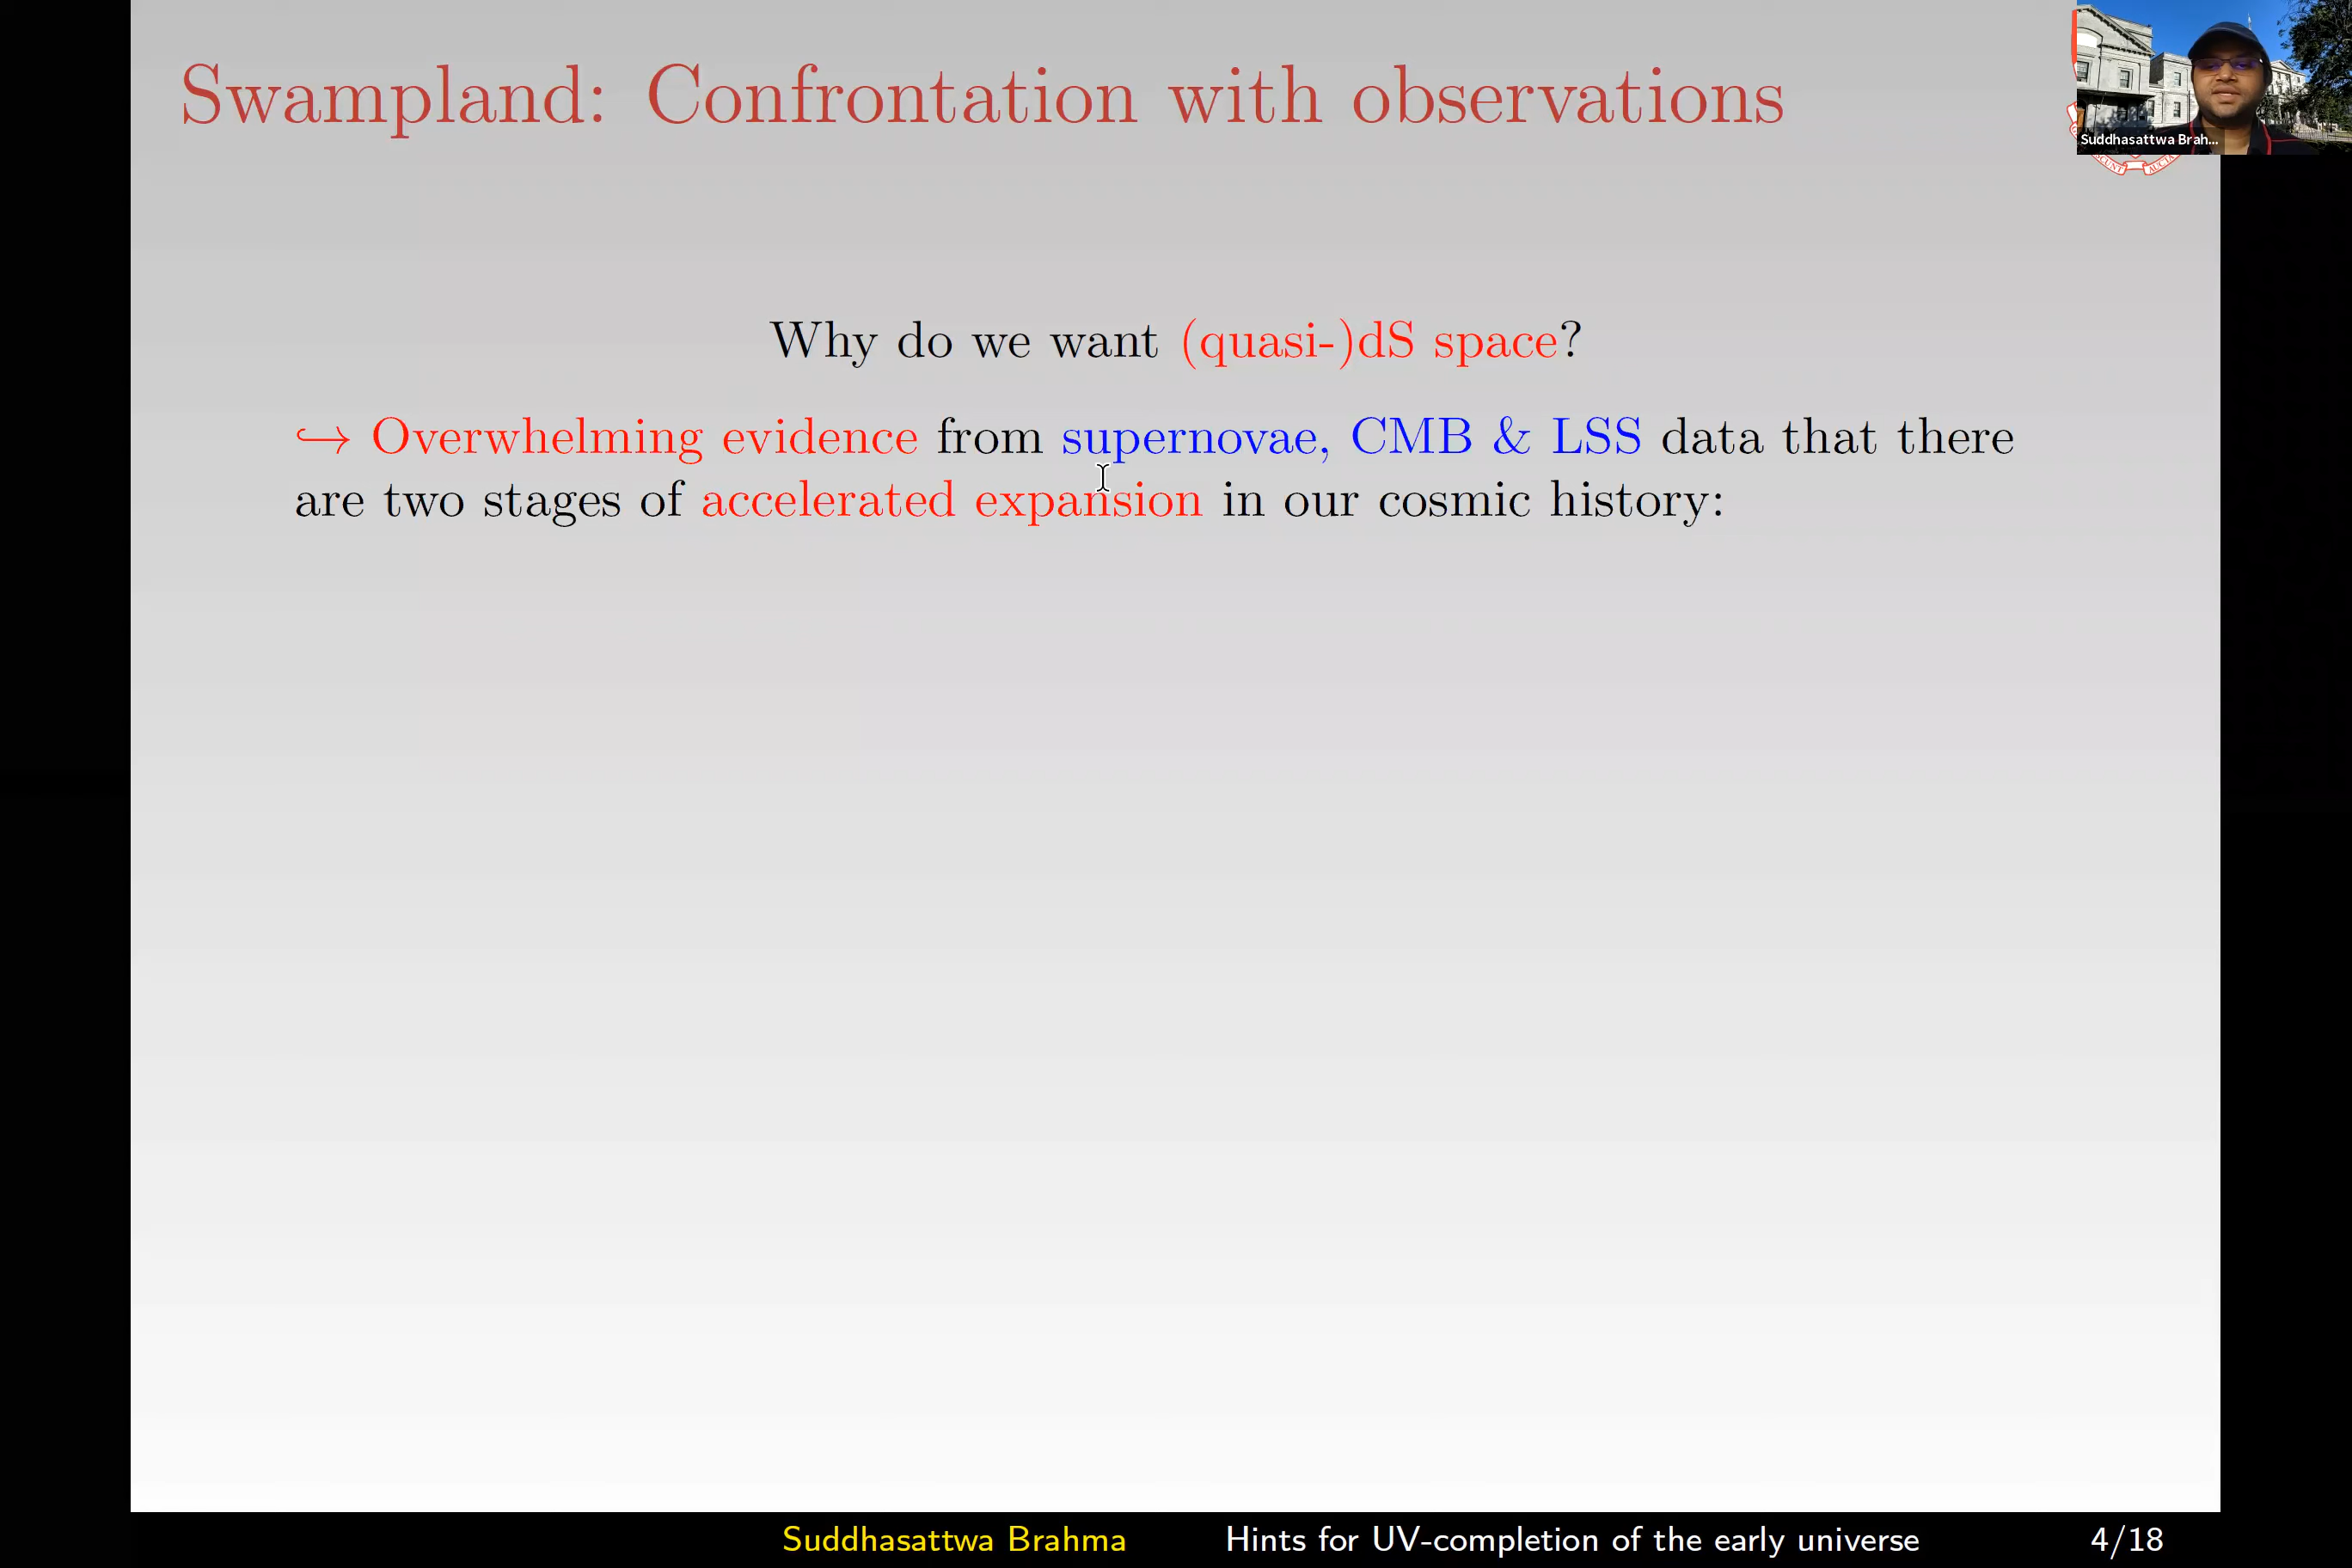 Swampland: Confrontation with observations
Suddhasattwa Brah...
Why do we want (quasi-)dS space?
↪ Overwhelming evidence from supernovae, CMB & LSS data that there
are two stages of accelerated expansion in our cosmic history:
Suddhasattwa Brahma Hints for UV-completion of the early universe 4/18